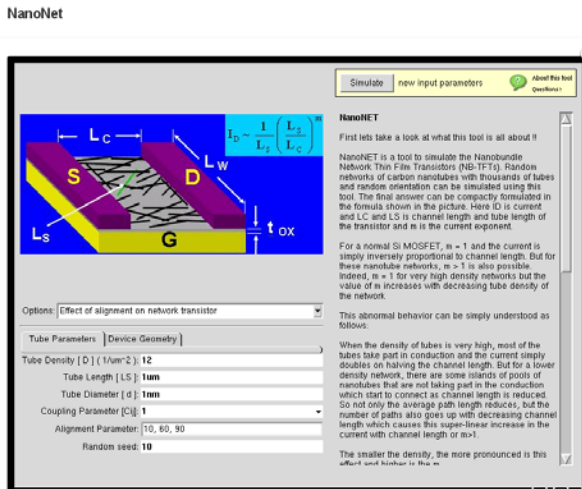 NanoNet
Simulate new input parameters
About this tool
Questions?
L C
I D ~ 1 / L S ( L S / L C ) m
L W
S
D
L S
G
t ox
Options: Effect of alignment on network transistor
Tube Parameters Device Geometry
Tube Density [ D ] ( 1/um^2 ): 12
Tube Length [ LS ]: 1um
Tube Diameter [ d ]: 1nm
Coupling Parameter [Cij]: 1
Alignment Parameter: 10, 60, 90
Random seed: 10
NanoNET
First lets take a look at what this tool is all about !!
NanoNET is a tool to simulate the Nanobundle
Network Thin Film Transistors (NB-TFTs). Random
networks of carbon nanotubes with thousands of tubes
and random orientation can be simulated using this
tool. The final answer can be compactly formulated in
the formula shown in the picture. Here ID is current
and LC and LS is channel length and tube length of
the transistor and m is the current exponent.
For a normal Si MOSFET, m = 1 and the current is
simply inversely proportional to channel length. But for
these nanotube networks, m > 1 is also possible.
Indeed, m = 1 for very high density networks but the
value of m increases with decreasing tube density of
the network
This abnormal behavior can be simply understood as
follows:
When the density of tubes is very high, most of the
tubes take part in conduction and the current simply
doubles on halving the channel length. But for a lower
density network, there are some islands of pools of
nanotubes that are not taking part in the conduction
which start to connect as channel length is reduced.
So not only the average path length reduces, but the
number of paths also goes up with decreasing channel
length which causes this super-linear increase in the
current with channel length or m>1.
The smaller the density, the more pronounced is this
effect and higher is the m